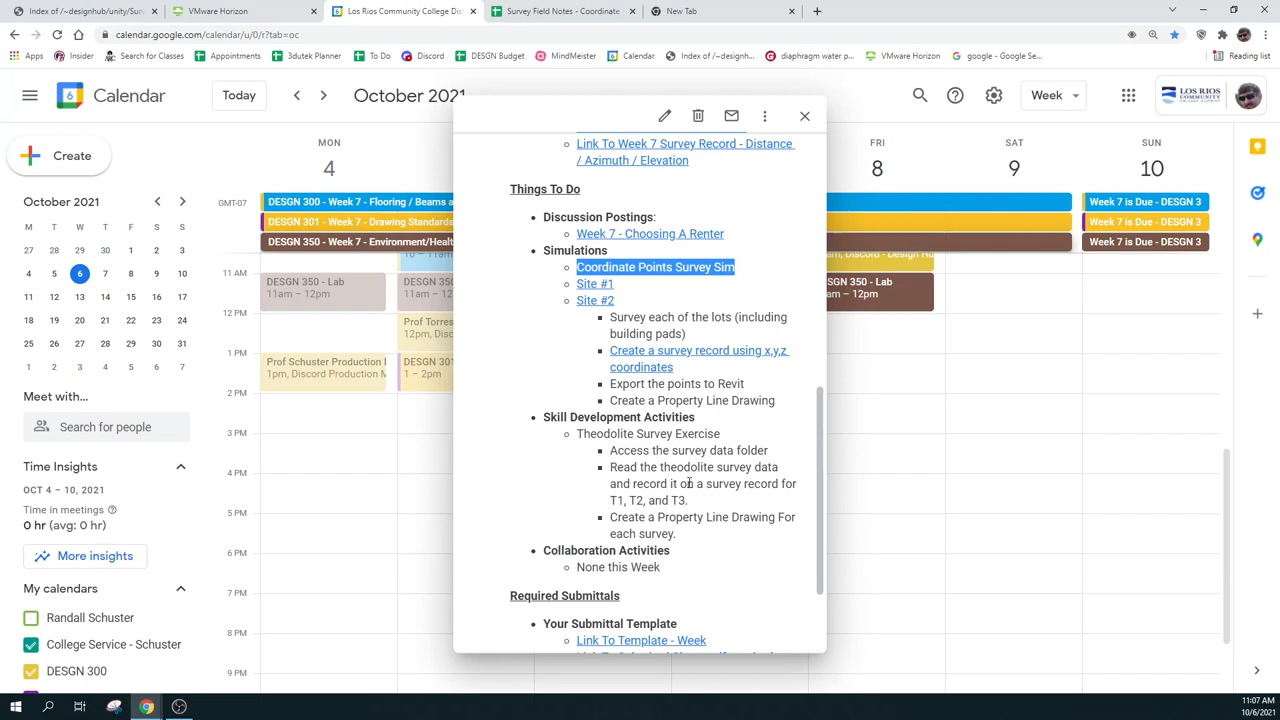 Index of /~designhub/unity/Surv
VMware Horizon
Los Rios Community College Dis
Survey Field Notes - Coordinate
New Tab
calendar.google.com/calendar/u/0/r?tab=oc
Apps
Insider
Search for Classes
Appointments
3dutek Planner
To Do
Discord
DESGN Budget
MindMeister
Calendar
Index of /~designh...
diaphragm water p...
VMware Horizon
google - Google Se...
Reading list
Calendar
Today
October 2021
Week
LOS RIOS
COMMUNITY
COLLEGE DISTRICT
Create
October 2021
M T W T F S S
27 28 29 30 1 2 3
4 5 6 7 8 9 10
11 12 13 14 15 16 17
18 19 20 21 22 23 24
25 26 27 28 29 30 31
1 2 3 4 5 6 7
Meet with...
Search for people
Time Insights
OCT 4 – 10, 2021
Time in meetings
0 hr (avg: 0 hr)
More insights
My calendars
Randall Schuster
College Service - Schuster
DESGN 300
GMT-07
MON
4
FRI
8
SAT
9
SUN
10
DESGN 300 - Week 7 - Flooring / Beams a
DESGN 301 - Week 7 - Drawing Standards
DESGN 350 - Week 7 - Environment/Healt
Week 7 is Due - DESGN 3
Week 7 is Due - DESGN 3
Week 7 is Due - DESGN 3
11 AM
12 PM
1 PM
2 PM
3 PM
4 PM
5 PM
6 PM
7 PM
8 PM
9 PM
DESGN 350 - Lab
11am – 12pm
Prof Schuster Production
1pm, Discord Production M
10 – 11am
Prof Torres
12pm, Disc
DESGN 301
1 – 2pm
am, Discord - Design Hu
SGN 350 - Lab
m – 12pm
Link To Week 7 Survey Record - Distance
/ Azimuth / Elevation
Things To Do
Discussion Postings:
Week 7 - Choosing A Renter
Simulations
Coordinate Points Survey Sim
Site #1
Site #2
Survey each of the lots (including
building pads)
Create a survey record using x,y,z
coordinates
Export the points to Revit
Create a Property Line Drawing
Skill Development Activities
Theodolite Survey Exercise
Access the survey data folder
Read the theodolite survey data
and record it on a survey record for
T1, T2, and T3.
Create a Property Line Drawing For
each survey.
Collaboration Activities
None this Week
Required Submittals
Your Submittal Template
Link To Template - Week
11:07 AM
10/6/2021